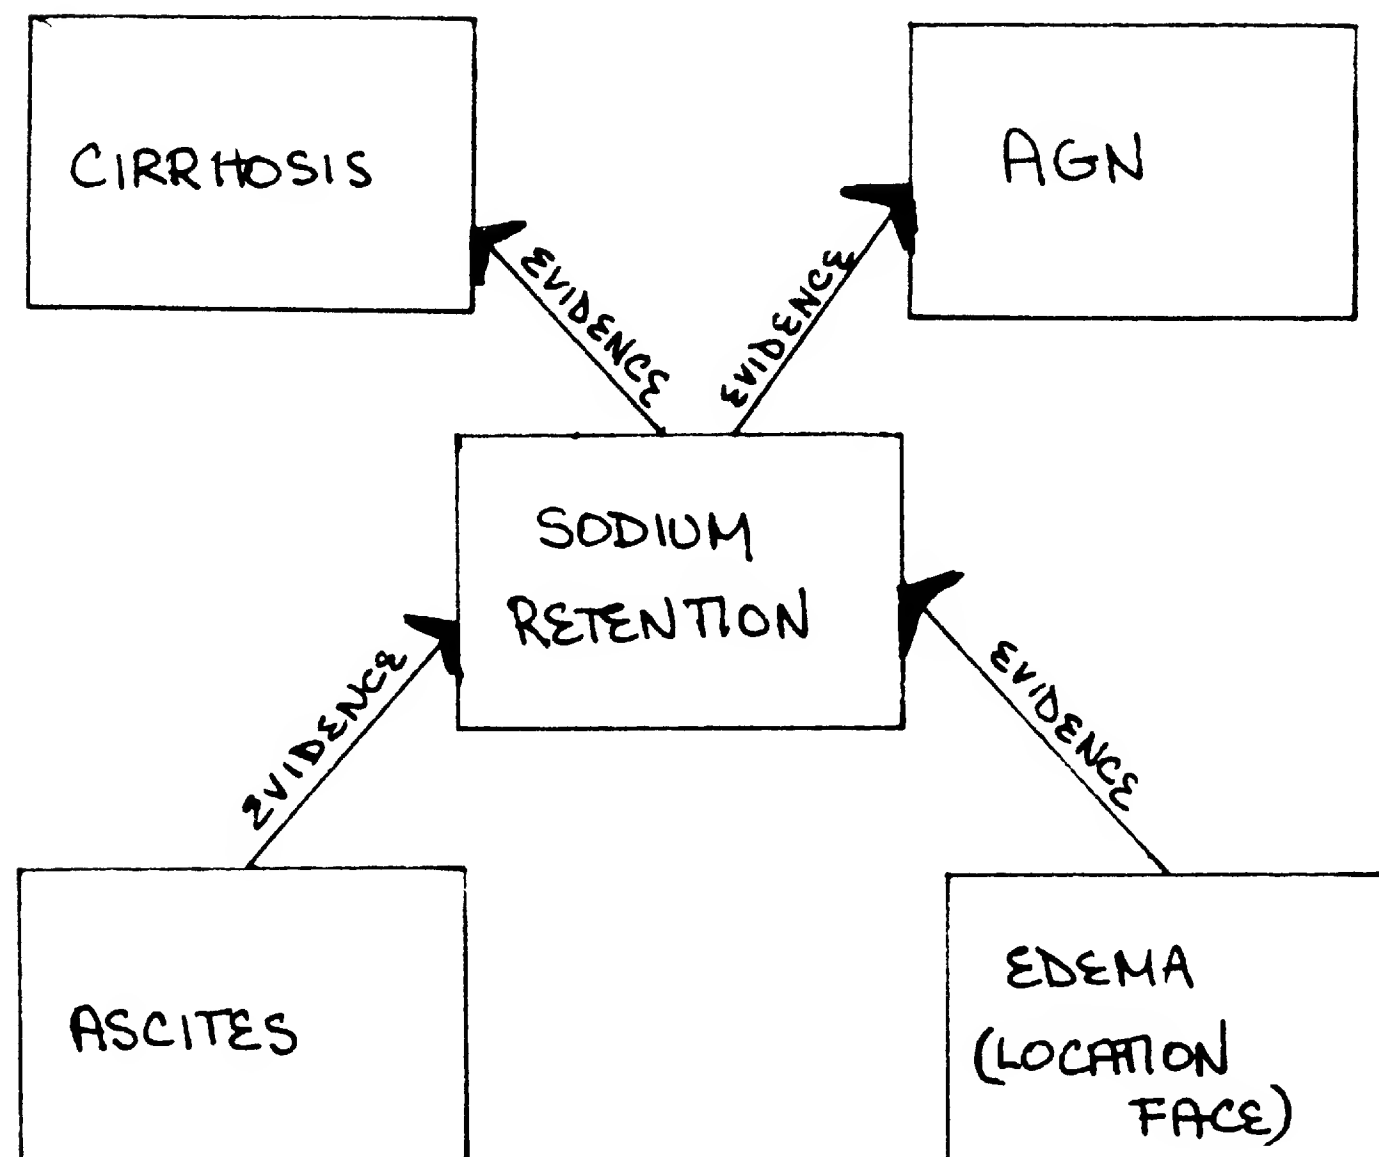 CIRRHOSIS
AGN
EVIDENCE
EVIDENCE
SODIUM
RETENTION
EVIDENCE
EVIDENCE
ASCITES
EDEMA
(LOCATION
FACE)